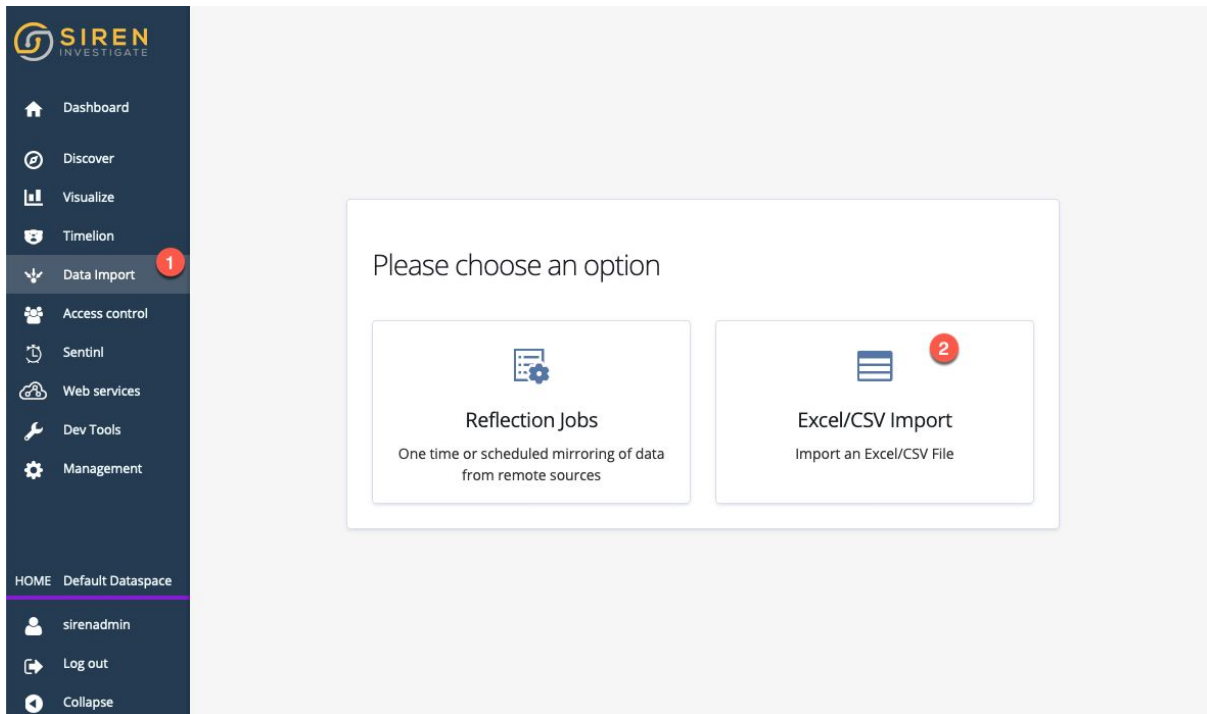 SIREN
INVESTIGATE
Dashboard
Discover
Visualize
Timelion
Data Import
1
Access control
Sentinl
Web services
Dev Tools
Management
HOME Default Dataspace
sirenadmin
Log out
Collapse
Please choose an option
2
Reflection Jobs
One time or scheduled mirroring of data
from remote sources
Excel/CSV Import
Import an Excel/CSV File